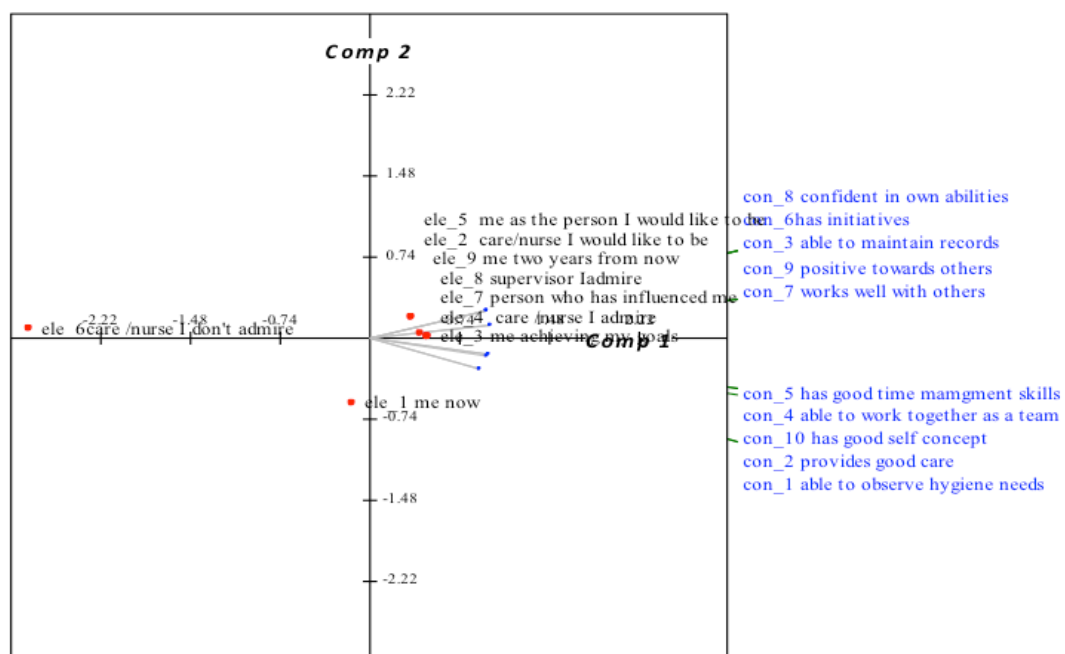 Comp 2
2.22
1.48
con_8 confident in own abilities
ele_5 me as the person I would like to be
con_6has initiatives
ele_2 care/nurse I would like to be
con_3 able to maintain records
0.74
ele_9 me two years from now
con_9 positive towards others
ele_8 supervisor Iadmire
con_7 works well with others
ele_7 person who has influenced me
-2.22
-1.48
-0.74
0.74
1.48
2.22
ele_4 care /nurse I admire
ele_6care /nurse I don't admire
ele_3 me achieving my goals
Comp 1
con_5 has good time mamgment skills
ele_1 me now
con_4 able to work together as a team
-0.74
con_10 has good self concept
con_2 provides good care
con_1 able to observe hygiene needs
-1.48
-2.22